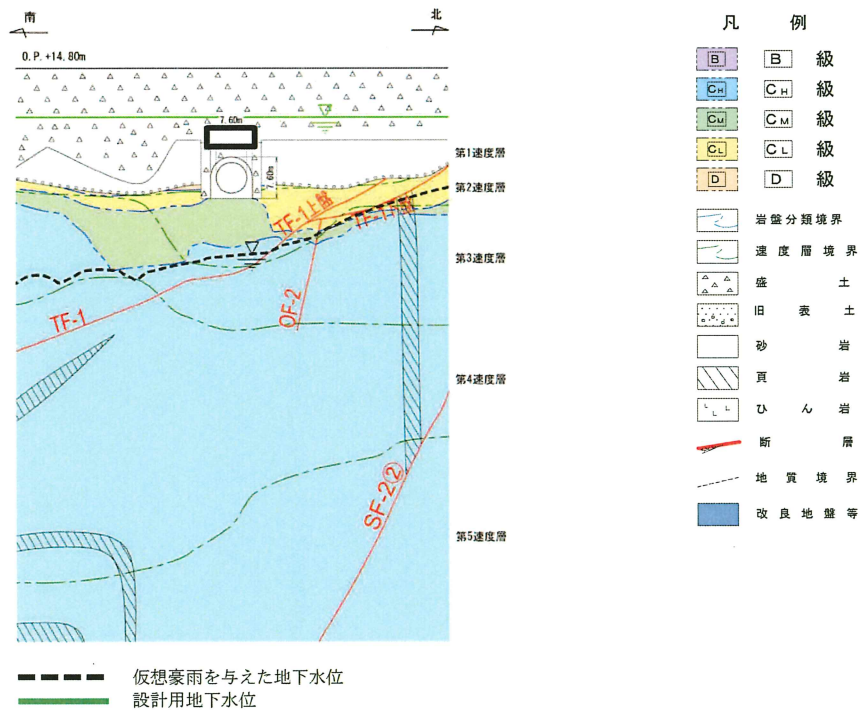 南
北
O.P. +14.80m
7.60m
7.60m
TF-1上盤
TF-1
OF-2
SF-2②
第1速度層
第2速度層
第3速度層
第4速度層
第5速度層
凡 例
B B 級
CH CH 級
CM CM 級
CL CL 級
D D 級
岩盤分類境界
速度層境界
盛 土
旧 表 土
砂 岩
頁 岩
ひ ん 岩
断 層
地 質 境 界
改 良 地 盤 等
仮想豪雨を与えた地下水位
設計用地下水位